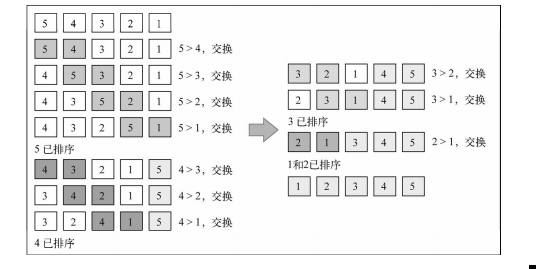 5 4 3 2 1
5 4 3 2 1 5>4，交换
4 5 3 2 1 5>3，交换
4 3 5 2 1 5>2，交换
4 3 2 5 1 5>1，交换
5 已排序
4 3 2 1 5 4>3，交换
3 4 2 1 5 4>2，交换
3 2 4 1 5 4>1，交换
4 已排序
3 2 1 4 5 3>2，交换
2 3 1 4 5 3>1，交换
3 已排序
2 1 3 4 5 2>1，交换
1和2已排序
1 2 3 4 5